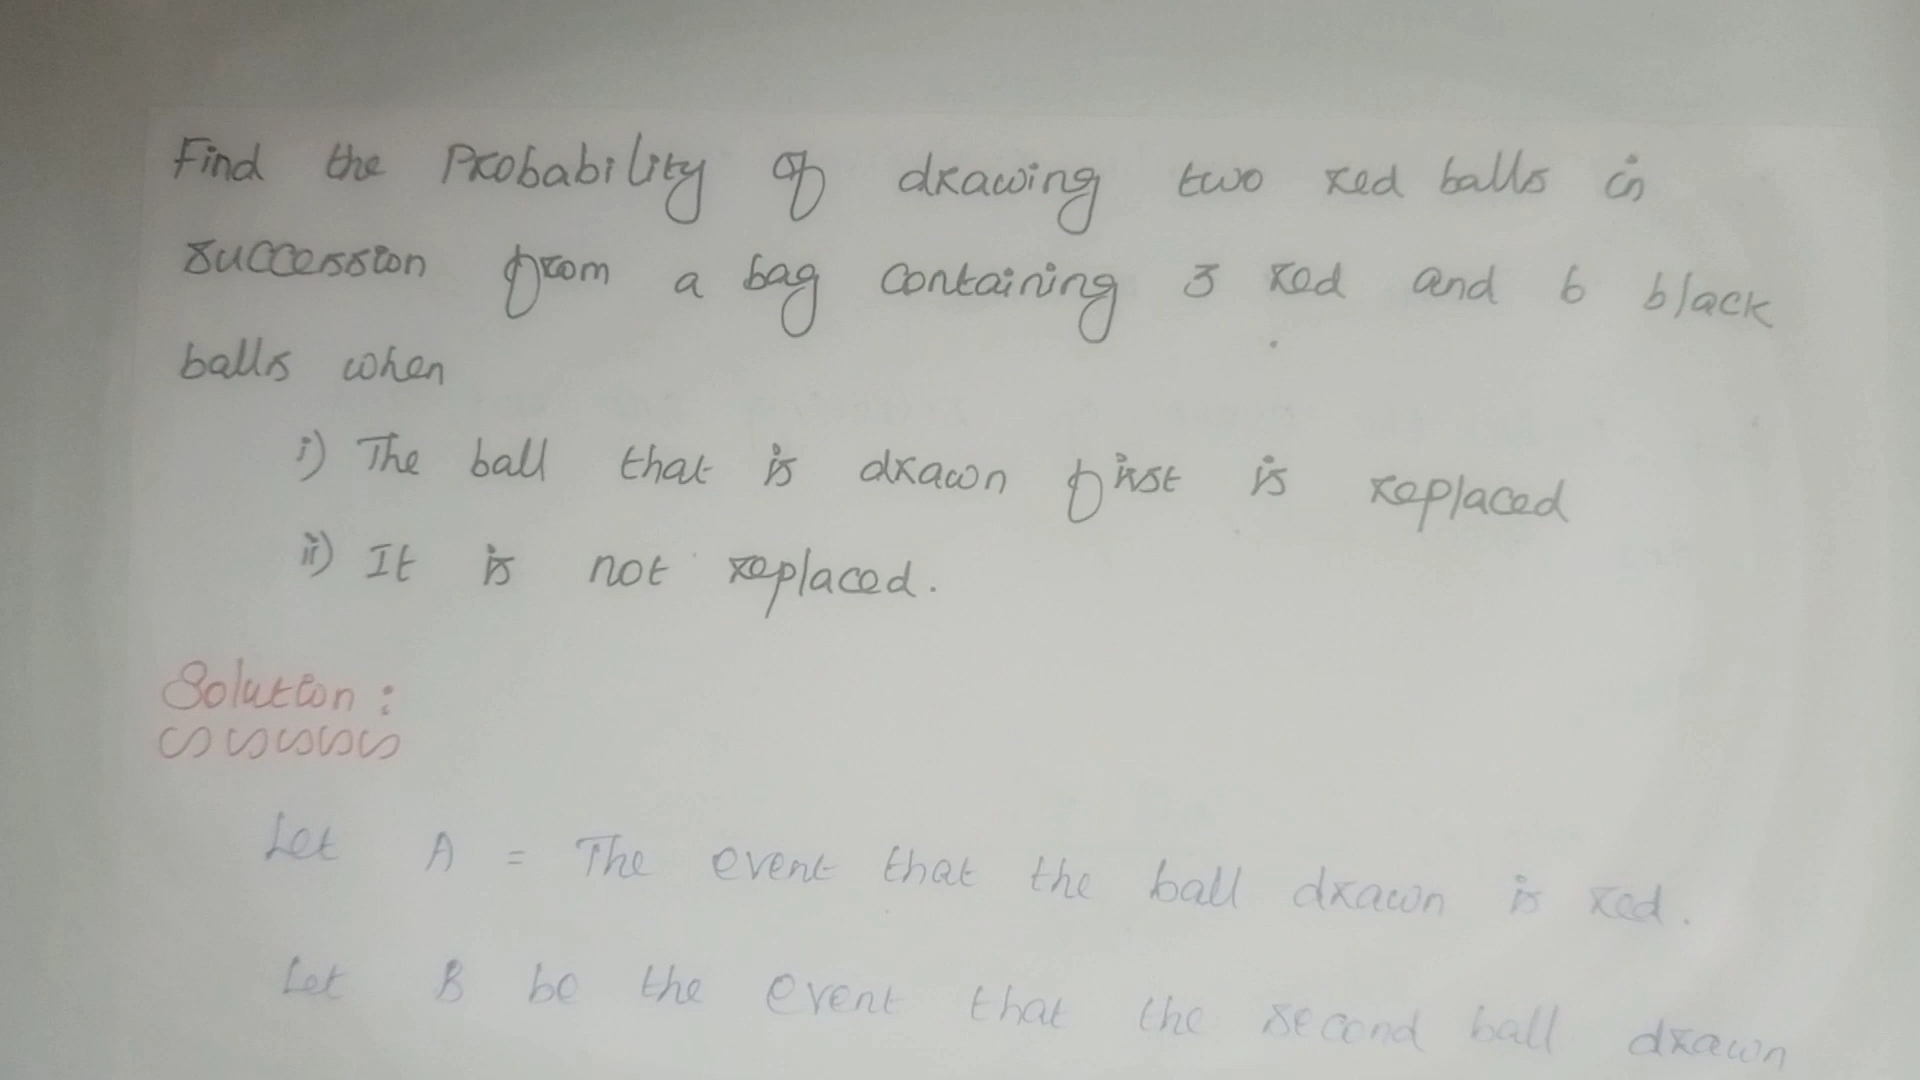 Find the Probability of drawing two red balls in
succession from a bag containing 3 red and 6 black
balls when
i) The ball that is drawn first is replaced
ii) It is not replaced.
Solution :
Let A = The event that the ball drawn is red.
Let B be the event that the second ball drawn